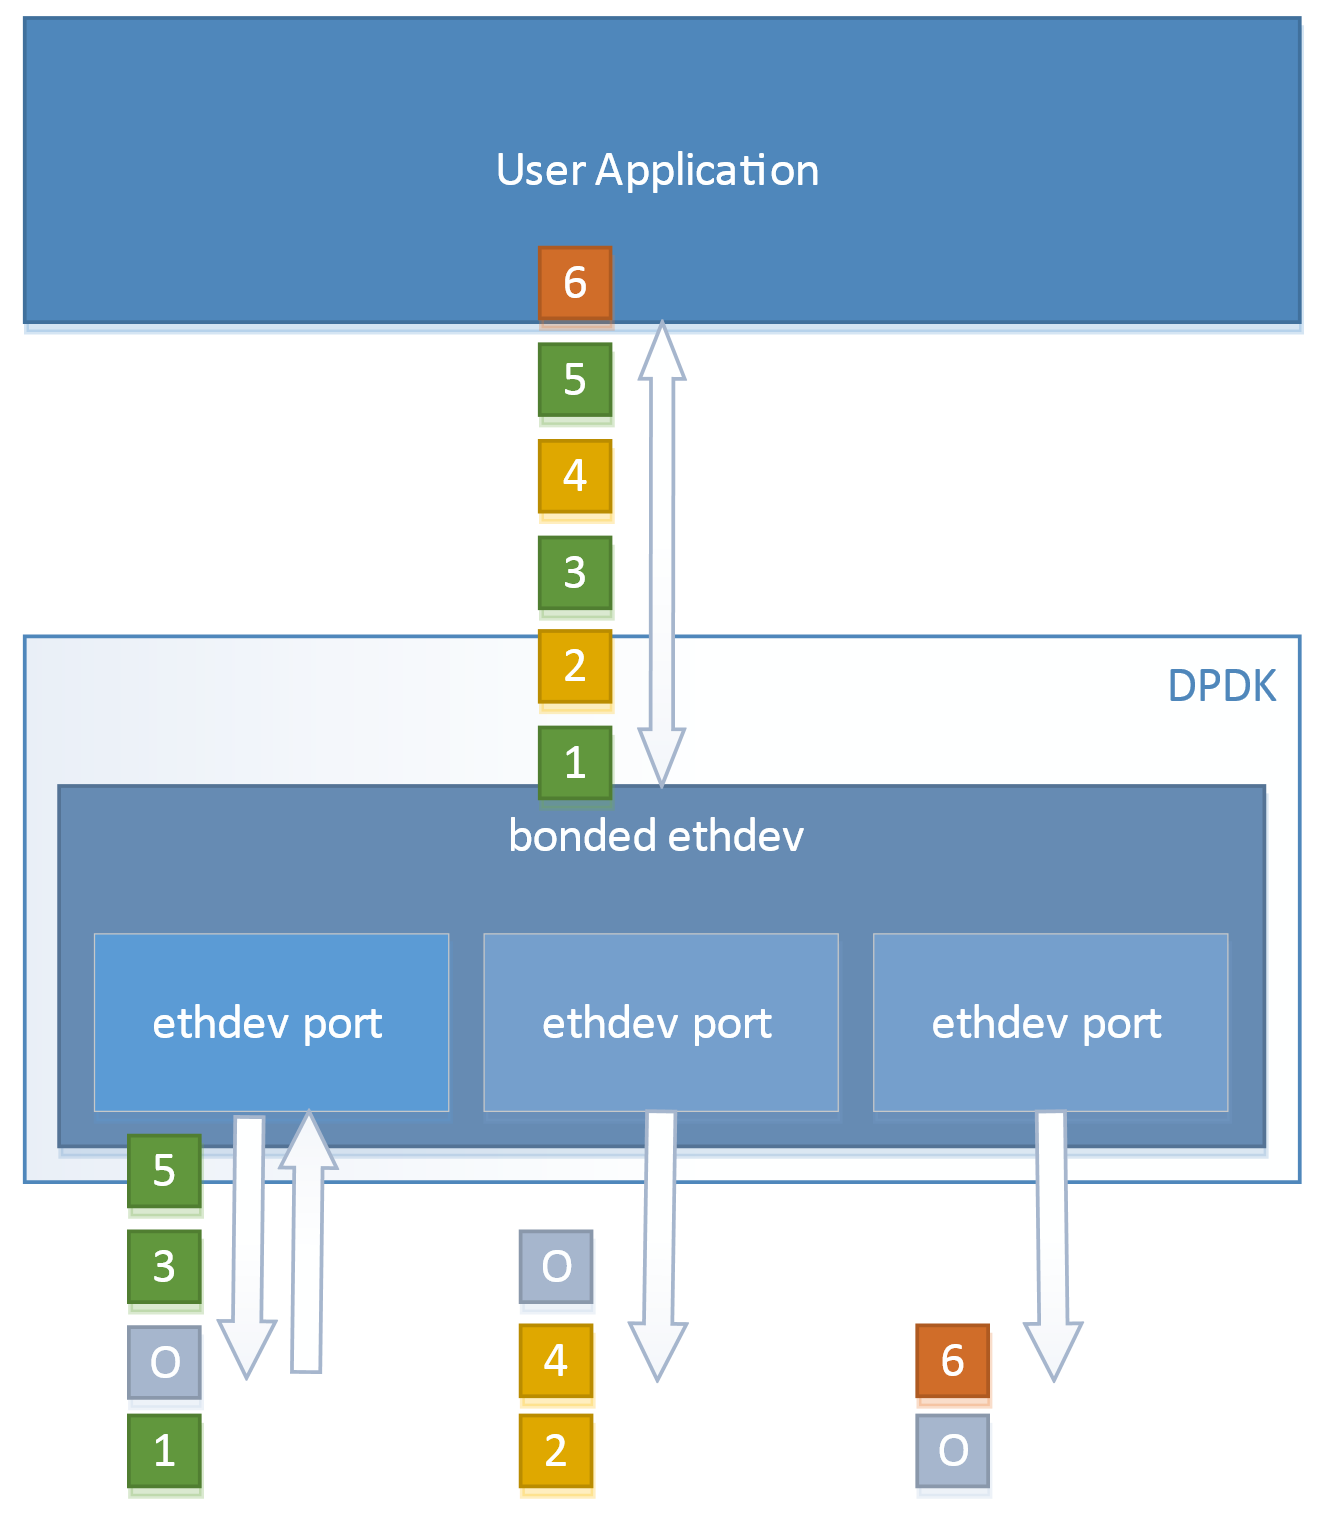 User Application
6
5
4
3
2
DPDK
1
bonded ethdev
ethdev port ethdev port ethdev port
5
3 O
O 4 6
1 2 O